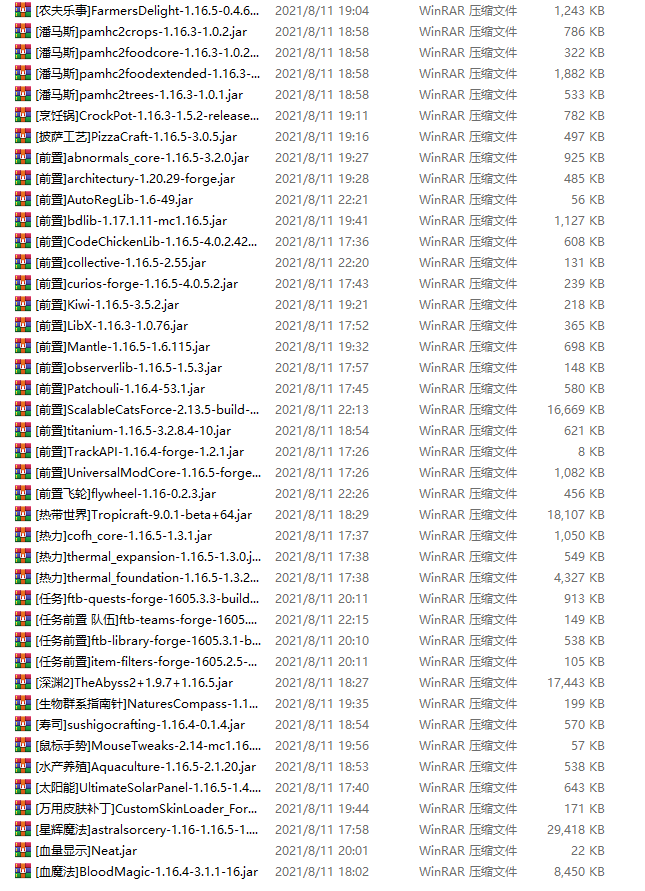 [农夫乐事]FarmersDelight-1.16.5-0.4.6... 2021/8/11 19:04 WinRAR 压缩文件 1,243 KB
[潘马斯]pamhc2crops-1.16.3-1.0.2.jar 2021/8/11 18:58 WinRAR 压缩文件 786 KB
[潘马斯]pamhc2foodcore-1.16.3-1.0.2... 2021/8/11 18:58 WinRAR 压缩文件 322 KB
[潘马斯]pamhc2foodextended-1.16.3-... 2021/8/11 18:58 WinRAR 压缩文件 1,882 KB
[潘马斯]pamhc2trees-1.16.3-1.0.1.jar 2021/8/11 18:58 WinRAR 压缩文件 533 KB
[烹饪锅]CrockPot-1.16.3-1.5.2-release... 2021/8/11 19:11 WinRAR 压缩文件 782 KB
[披萨工艺]PizzaCraft-1.16.5-3.0.5.jar 2021/8/11 19:16 WinRAR 压缩文件 497 KB
[前置]abnormals_core-1.16.5-3.2.0.jar 2021/8/11 19:27 WinRAR 压缩文件 925 KB
[前置]architectury-1.20.29-forge.jar 2021/8/11 19:28 WinRAR 压缩文件 485 KB
[前置]AutoRegLib-1.6-49.jar 2021/8/11 22:21 WinRAR 压缩文件 56 KB
[前置]bdlib-1.17.1.11-mc1.16.5.jar 2021/8/11 19:41 WinRAR 压缩文件 1,127 KB
[前置]CodeChickenLib-1.16.5-4.0.2.42... 2021/8/11 17:36 WinRAR 压缩文件 608 KB
[前置]collective-1.16.5-2.55.jar 2021/8/11 22:20 WinRAR 压缩文件 131 KB
[前置]curios-forge-1.16.5-4.0.5.2.jar 2021/8/11 17:43 WinRAR 压缩文件 239 KB
[前置]Kiwi-1.16.5-3.5.2.jar 2021/8/11 19:21 WinRAR 压缩文件 218 KB
[前置]LibX-1.16.3-1.0.76.jar 2021/8/11 17:52 WinRAR 压缩文件 365 KB
[前置]Mantle-1.16.5-1.6.115.jar 2021/8/11 19:32 WinRAR 压缩文件 698 KB
[前置]observerlib-1.16.5-1.5.3.jar 2021/8/11 17:57 WinRAR 压缩文件 148 KB
[前置]Patchouli-1.16.4-53.1.jar 2021/8/11 17:45 WinRAR 压缩文件 580 KB
[前置]ScalableCatsForce-2.13.5-build-... 2021/8/11 22:13 WinRAR 压缩文件 16,669 KB
[前置]titanium-1.16.5-3.2.8.4-10.jar 2021/8/11 18:54 WinRAR 压缩文件 621 KB
[前置]TrackAPI-1.16.4-forge-1.2.1.jar 2021/8/11 17:26 WinRAR 压缩文件 8 KB
[前置]UniversalModCore-1.16.5-forge... 2021/8/11 17:26 WinRAR 压缩文件 1,082 KB
[前置飞轮]flywheel-1.16-0.2.3.jar 2021/8/11 22:26 WinRAR 压缩文件 456 KB
[热带世界]Tropicraft-9.0.1-beta+64.jar 2021/8/11 18:29 WinRAR 压缩文件 18,107 KB
[热力]cofh_core-1.16.5-1.3.1.jar 2021/8/11 17:37 WinRAR 压缩文件 1,050 KB
[热力]thermal_expansion-1.16.5-1.3.0.j... 2021/8/11 17:38 WinRAR 压缩文件 549 KB
[热力]thermal_foundation-1.16.5-1.3.2... 2021/8/11 17:38 WinRAR 压缩文件 4,327 KB
[任务]ftb-quests-forge-1605.3.3-build... 2021/8/11 20:11 WinRAR 压缩文件 913 KB
[任务前置 队伍]ftb-teams-forge-1605.... 2021/8/11 22:15 WinRAR 压缩文件 149 KB
[任务前置]ftb-library-forge-1605.3.1-b... 2021/8/11 20:10 WinRAR 压缩文件 538 KB
[任务前置]item-filters-forge-1605.2.5-... 2021/8/11 20:11 WinRAR 压缩文件 105 KB
[深渊2]TheAbyss2+1.9.7+1.16.5.jar 2021/8/11 18:27 WinRAR 压缩文件 17,443 KB
[生物群系指南针]NaturesCompass-1.1... 2021/8/11 19:35 WinRAR 压缩文件 199 KB
[寿司]sushigocrafting-1.16.4-0.1.4.jar 2021/8/11 18:54 WinRAR 压缩文件 570 KB
[鼠标手势]MouseTweaks-2.14-mc1.16.... 2021/8/11 19:56 WinRAR 压缩文件 57 KB
[水产养殖]Aquaculture-1.16.5-2.1.20.jar 2021/8/11 18:53 WinRAR 压缩文件 538 KB
[太阳能]UltimateSolarPanel-1.16.5-1.4.... 2021/8/11 17:40 WinRAR 压缩文件 643 KB
[万用皮肤补丁]CustomSkinLoader_For... 2021/8/11 19:44 WinRAR 压缩文件 171 KB
[星辉魔法]astralsorcery-1.16-1.16.5-1.... 2021/8/11 17:58 WinRAR 压缩文件 29,418 KB
[血量显示]Neat.jar 2021/8/11 20:01 WinRAR 压缩文件 22 KB
[血魔法]BloodMagic-1.16.4-3.1.1-16.jar 2021/8/11 18:02 WinRAR 压缩文件 8,450 KB